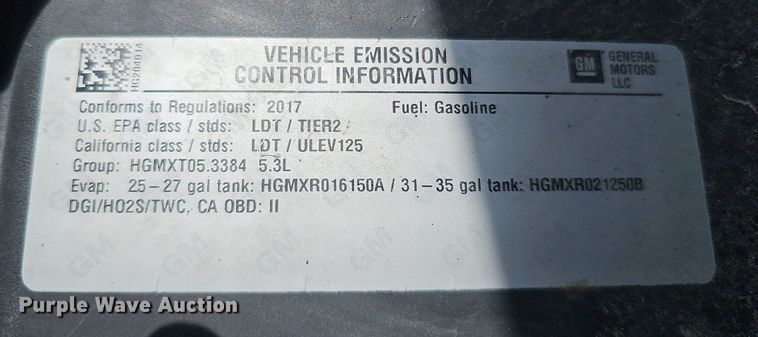 VEHICLE EMISSION
CONTROL INFORMATION
GM GENERAL
MOTORS
LLC
HG204014
Conforms to Regulations: 2017 Fuel: Gasoline
U.S. EPA class / stds: LDT / TIER2
California class / stds: LDT / ULEV125
Group: HGMXT05.3384 5.3L
Evap: 25-27 gal tank: HGMXR016150A / 31-35 gal tank: HGMXR021250B
DGI/HO2S/TWC, CA OBD: II
Purple Wave Auction